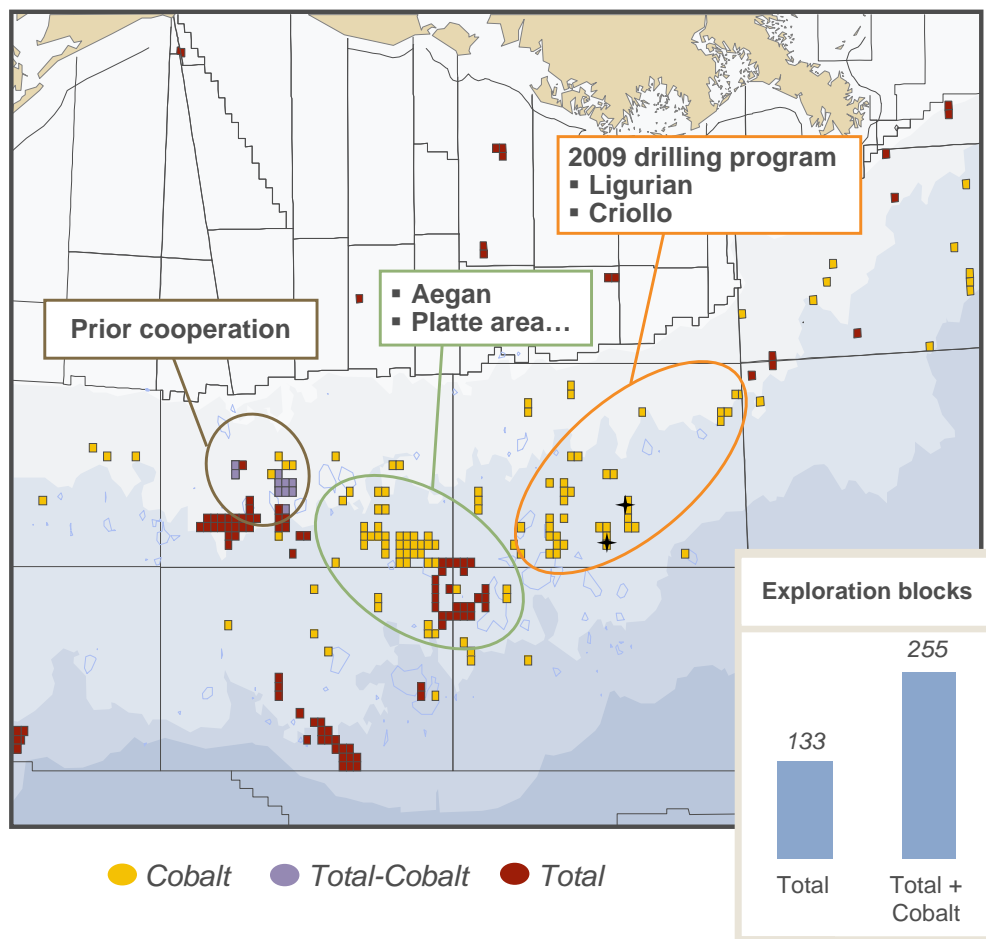 2009 drilling program
▪ Ligurian
▪ Criollo
▪ Aegan
▪ Platte area…
Prior cooperation
Exploration blocks
255
133
Total
Total +
Cobalt
Cobalt
Total-Cobalt
Total